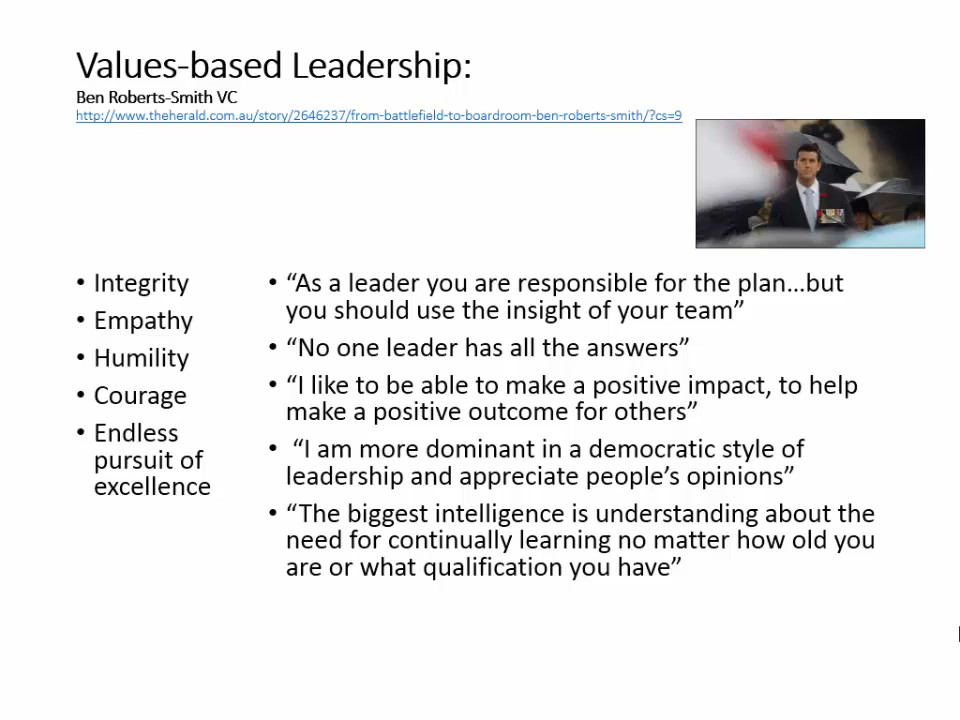 Values-based Leadership:
Ben Roberts-Smith VC
http://www.theherald.com.au/story/2646237/from-battlefield-to-boardroom-ben-roberts-smith/?cs=9
• Integrity
• Empathy
• Humility
• Courage
• Endless
pursuit of
excellence
• “As a leader you are responsible for the plan…but
you should use the insight of your team”
• “No one leader has all the answers”
• “I like to be able to make a positive impact, to help
make a positive outcome for others”
• “I am more dominant in a democratic style of
leadership and appreciate people’s opinions”
• “The biggest intelligence is understanding about the
need for continually learning no matter how old you
are or what qualification you have”